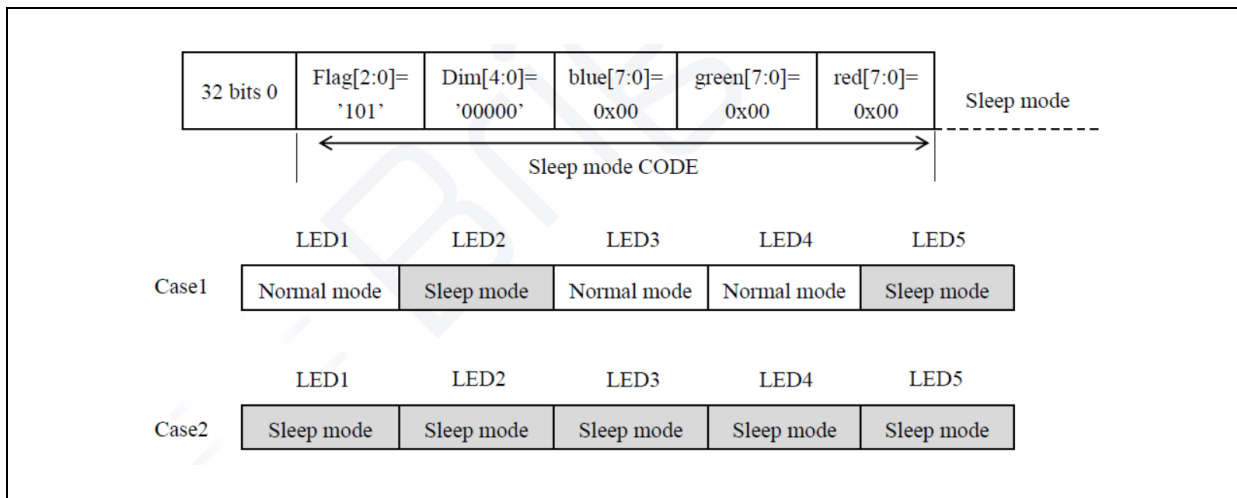 32 bits 0
Flag[2:0]=
’101’
Dim[4:0]=
’00000’
blue[7:0]=
0x00
green[7:0]=
0x00
red[7:0]=
0x00
Sleep mode
Sleep mode CODE
LED1 LED2 LED3 LED4 LED5
Case1 Normal mode Sleep mode Normal mode Normal mode Sleep mode
LED1 LED2 LED3 LED4 LED5
Case2 Sleep mode Sleep mode Sleep mode Sleep mode Sleep mode